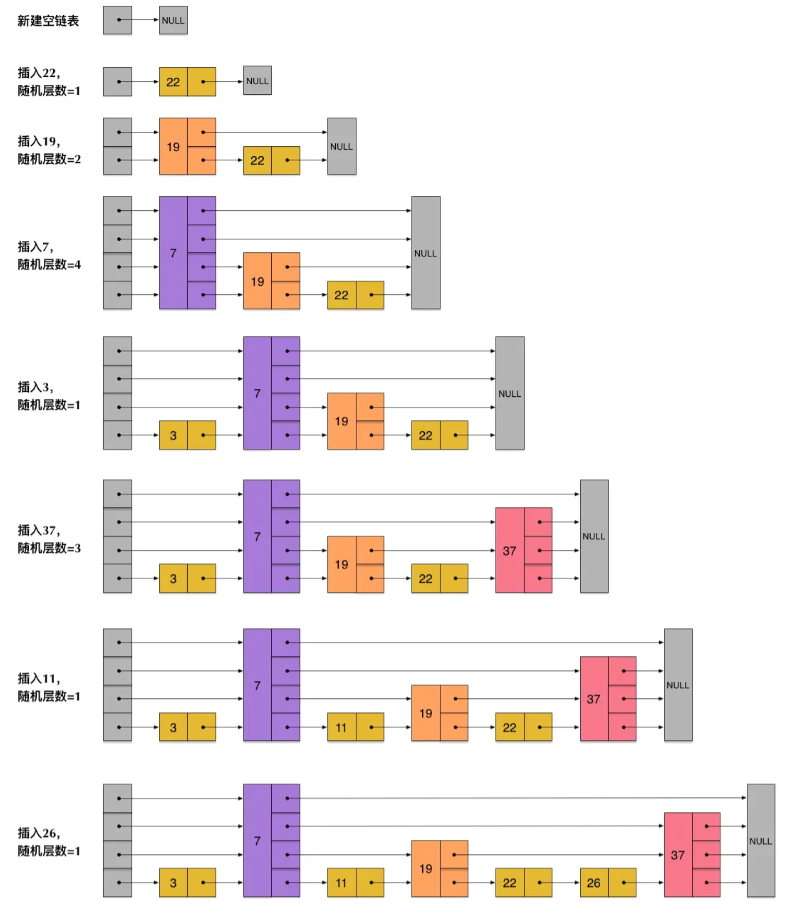 新建空链表
NULL
插入22,
随机层数=1
22
NULL
插入19,
随机层数=2
19
22
NULL
插入7,
随机层数=4
7
19
22
NULL
插入3,
随机层数=1
3
7
19
22
NULL
插入37,
随机层数=3
3
7
19
22
37
NULL
插入11,
随机层数=1
3
7
11
19
22
37
NULL
插入26,
随机层数=1
3
7
11
19
22
26
37
NULL